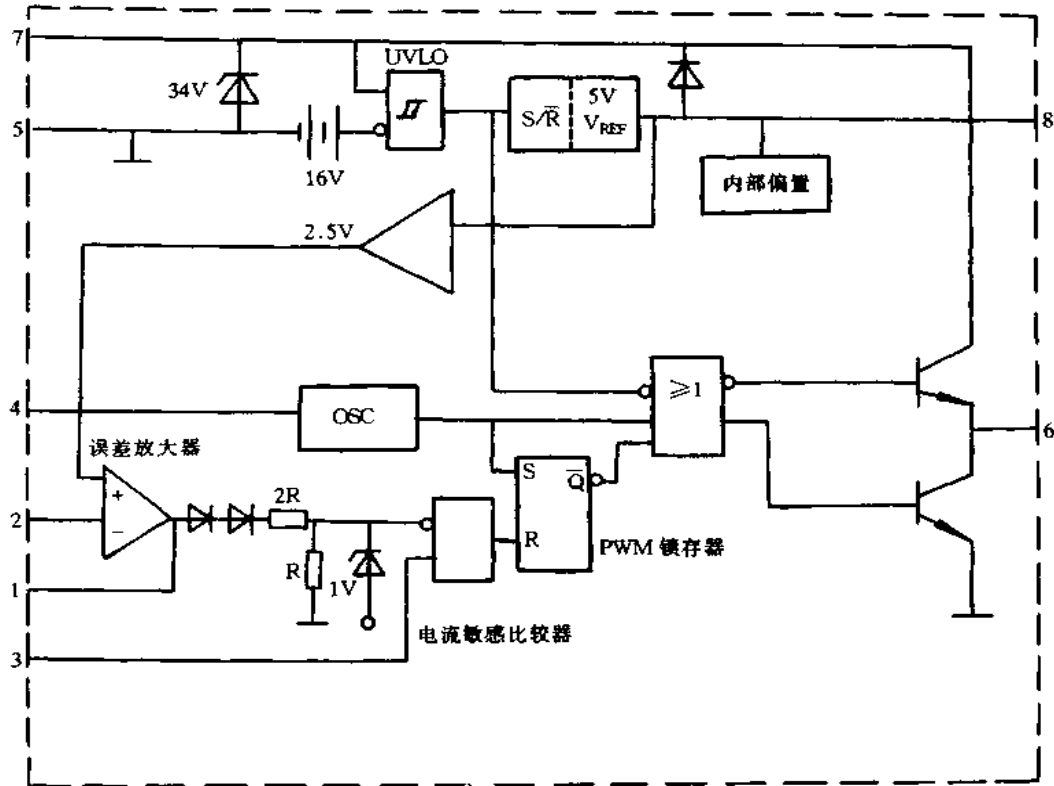 7
UVLO
34V
5V
S/R̅
V_REF
5
8
16V
内部偏置
2.5V
≥1
4
OSC
6
误差放大器
+
S
Q̅
2R
2
−
R
PWM 锁存器
R
1V
1
电流敏感比较器
3